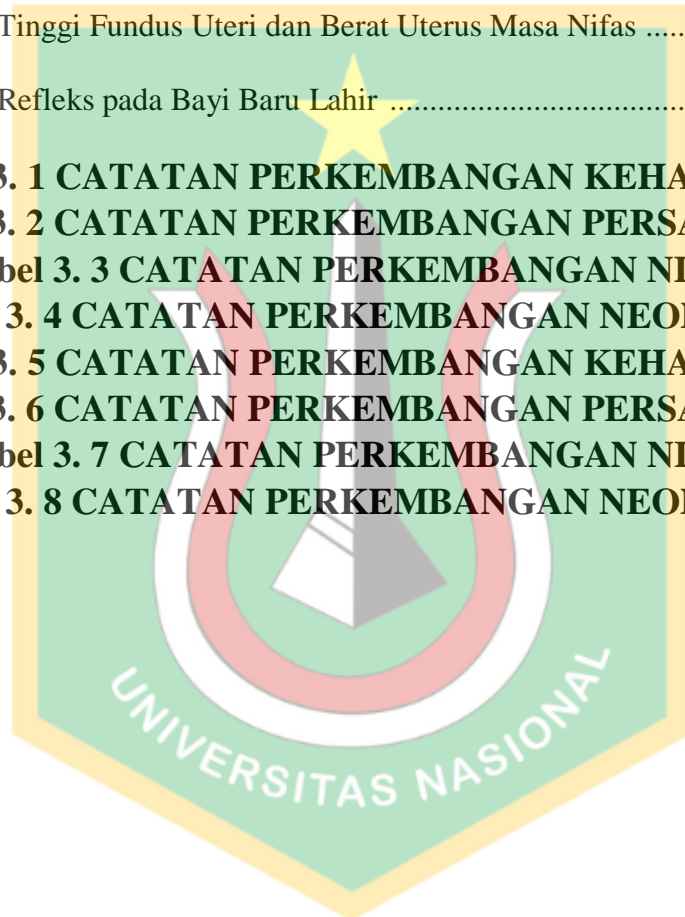 Tinggi Fundus Uteri dan Berat Uterus Masa Nifas .....
Refleks pada Bayi Baru Lahir ..................................
3. 1 CATATAN PERKEMBANGAN KEHA
3. 2 CATATAN PERKEMBANGAN PERSA
bel 3. 3 CATATAN PERKEMBANGAN NI
3. 4 CATATAN PERKEMBANGAN NEO
3. 5 CATATAN PERKEMBANGAN KEHA
3. 6 CATATAN PERKEMBANGAN PERSA
bel 3. 7 CATATAN PERKEMBANGAN NI
3. 8 CATATAN PERKEMBANGAN NEO
UNIVERSITAS NASIONAL